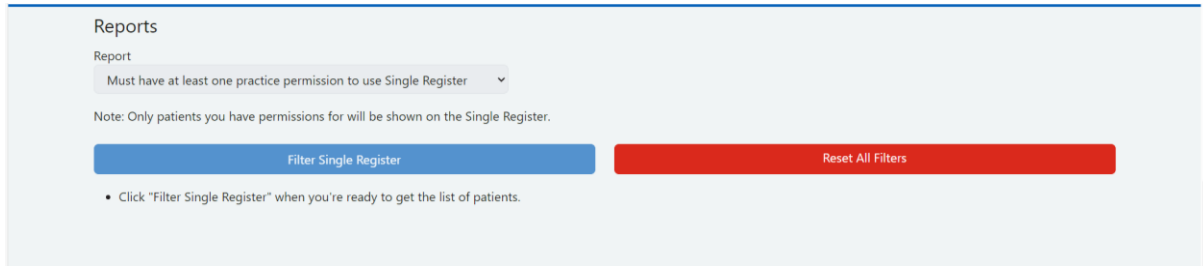 Reports
Report
Must have at least one practice permission to use Single Register
Note: Only patients you have permissions for will be shown on the Single Register.
Filter Single Register
Reset All Filters
• Click "Filter Single Register" when you're ready to get the list of patients.